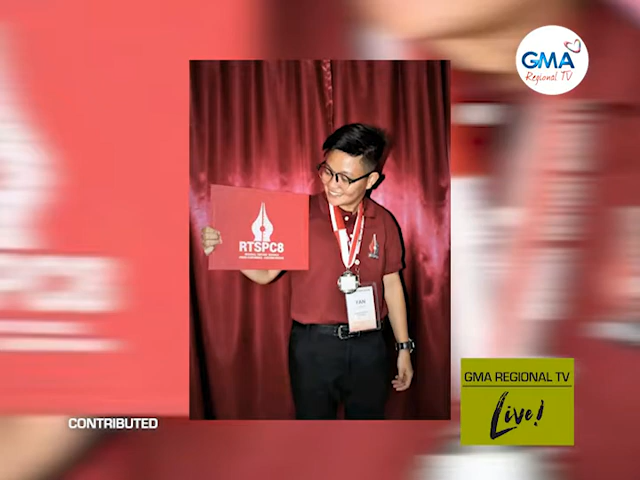 GMA
Regional TV
RTSPC8
CONTRIBUTED
GMA REGIONAL TV
Live!